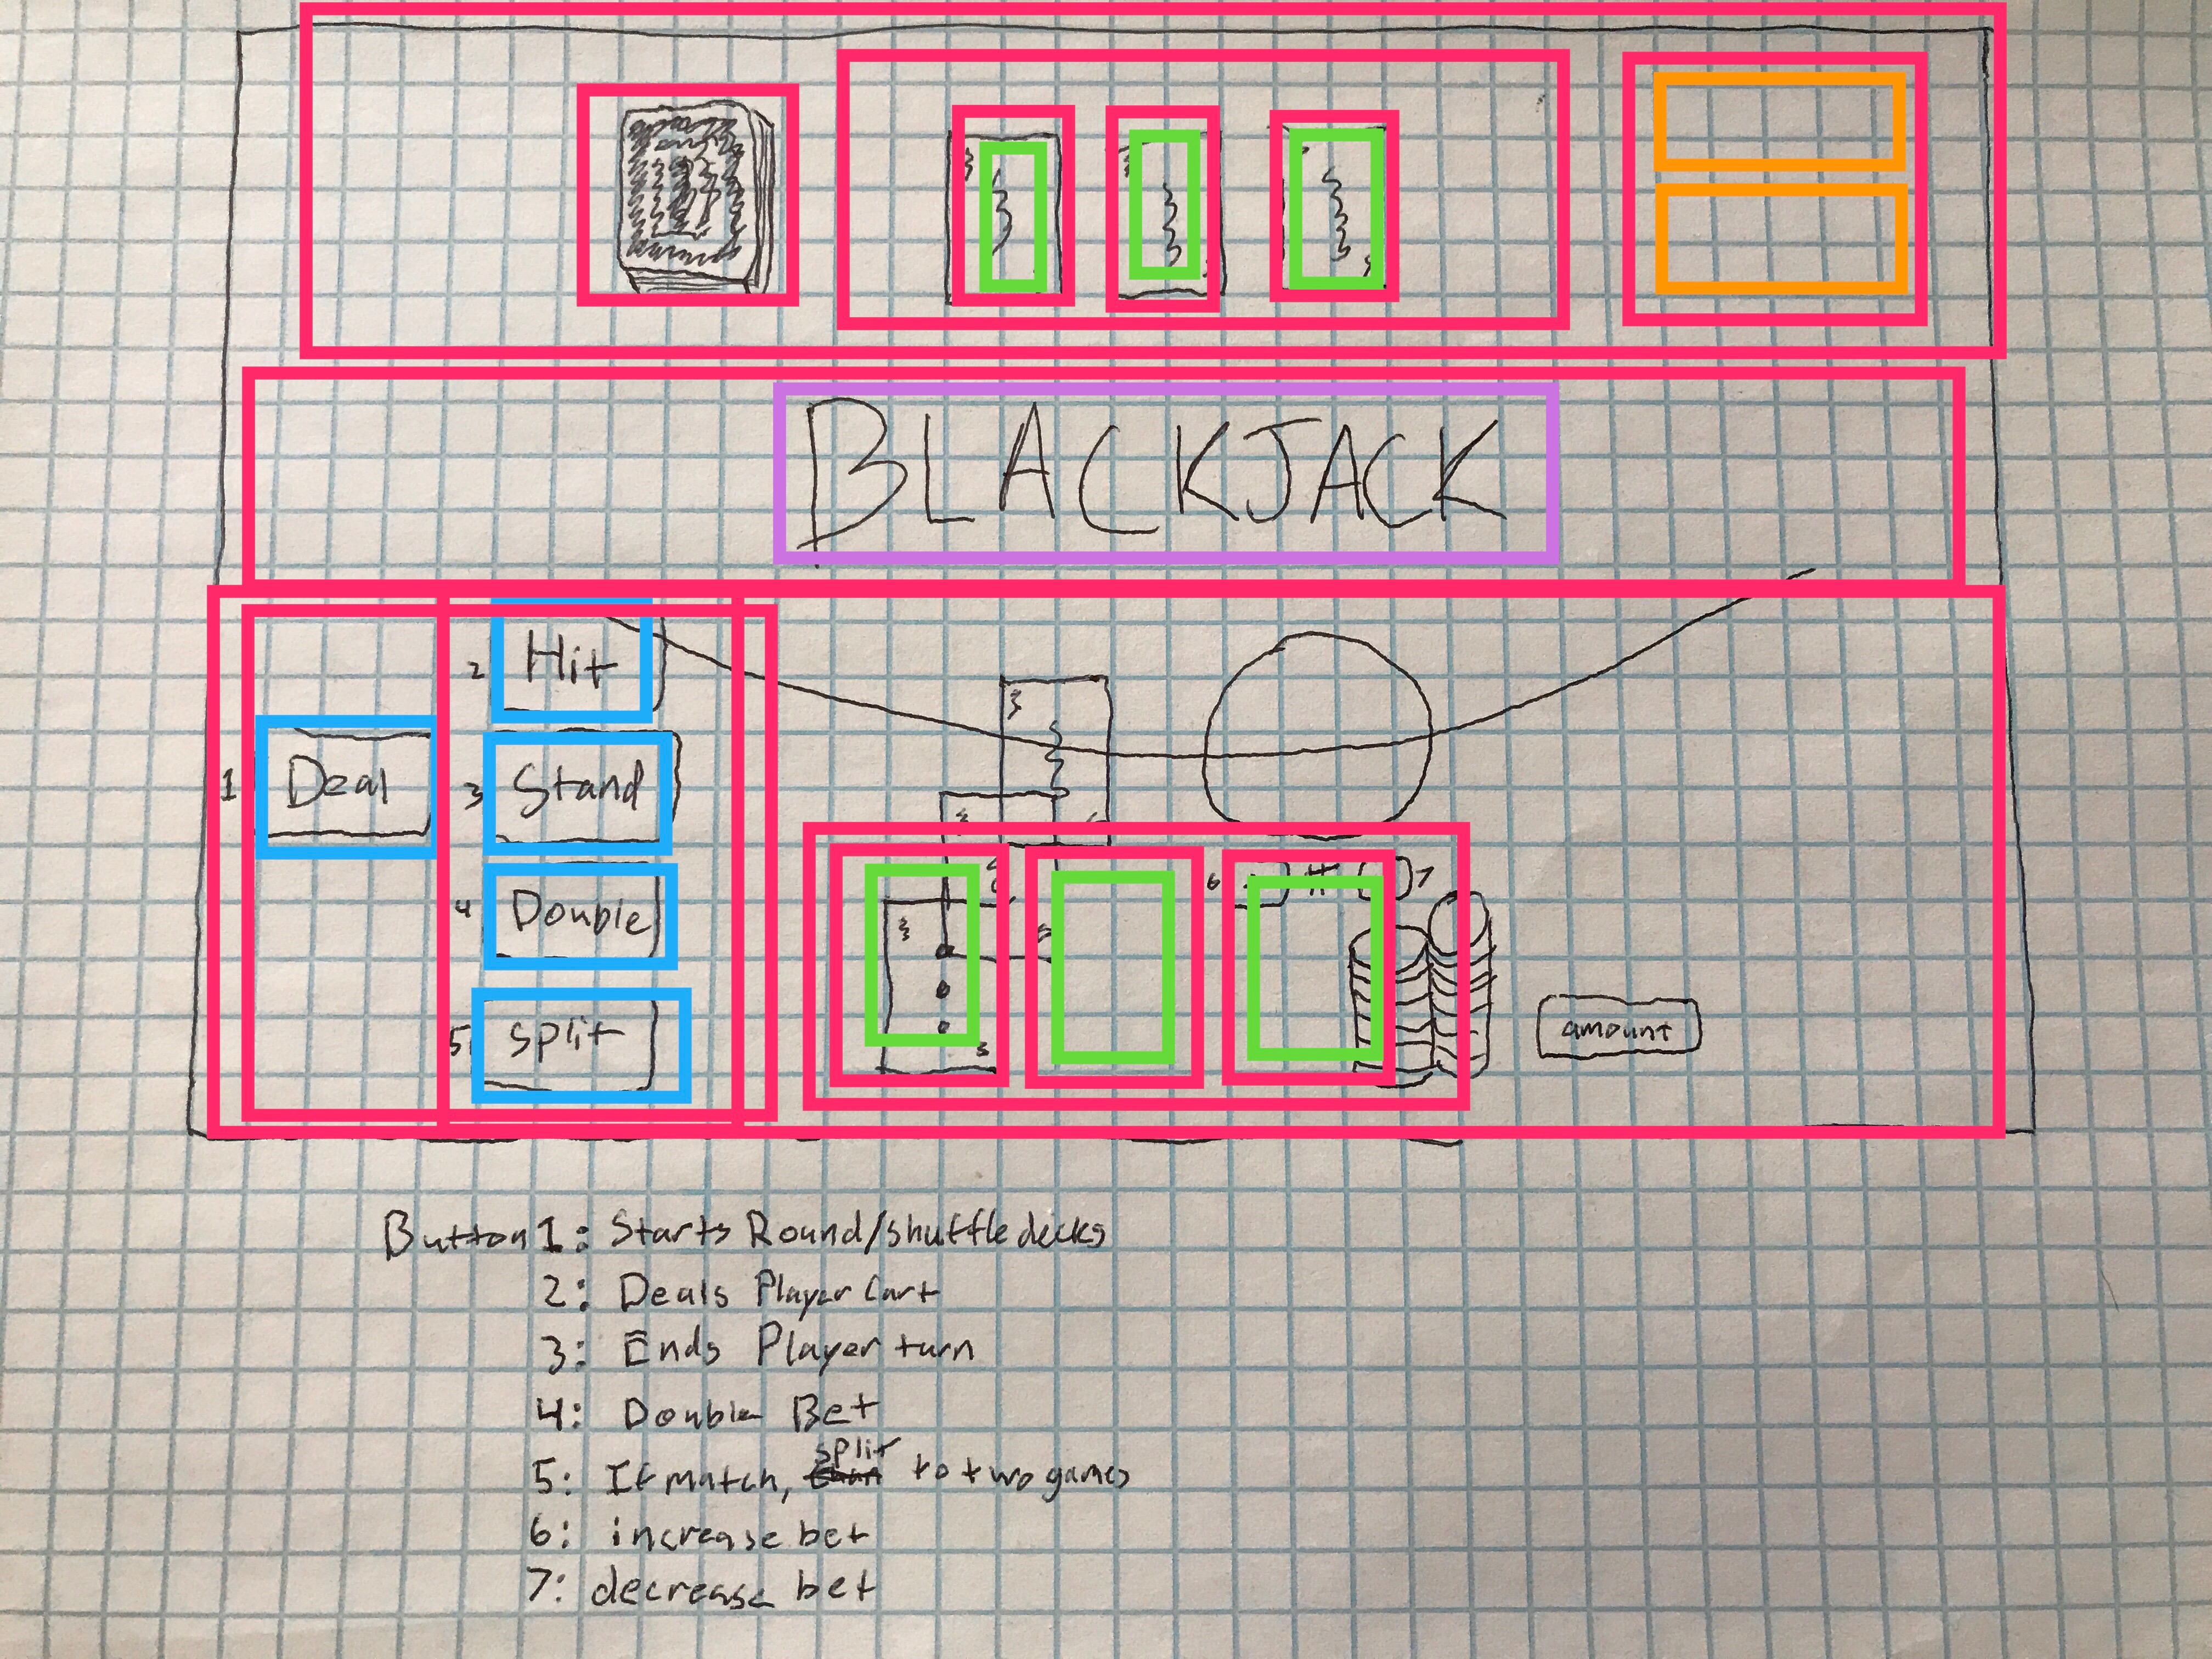 BLACKJACK
2 Hit
1 Deal
3 Stand
4 Double
5 split
6 # 7
amount
Button 1: Starts Round/shuffle decks
2: Deals Player Cart
3: Ends Player turn
4: Double Bet
5: If match, split to two games
6: increase bet
7: decrease bet